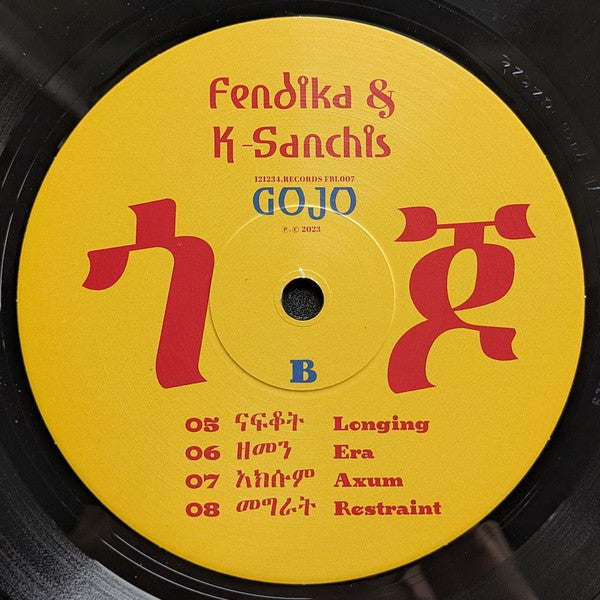 Fendika &
K-Sanchis
121234.RECORDS FBL007
GOJO
℗·© 2023
ጎ ጆ
B
05 ናፍቆት Longing
06 ዘመን Era
07 አክሱም Axum
08 መግራት Restraint